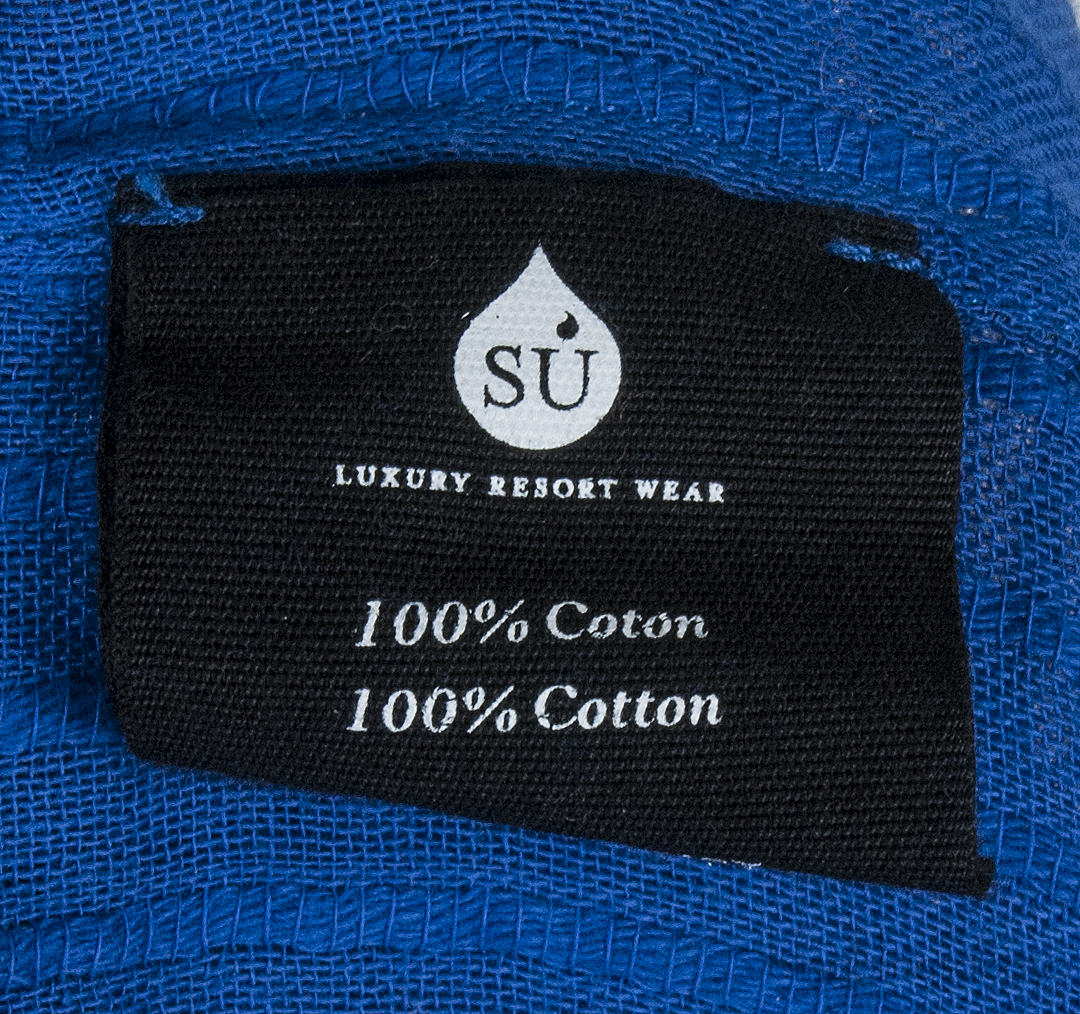 SU
LUXURY RESORT WEAR
100% Coton
100% Cotton